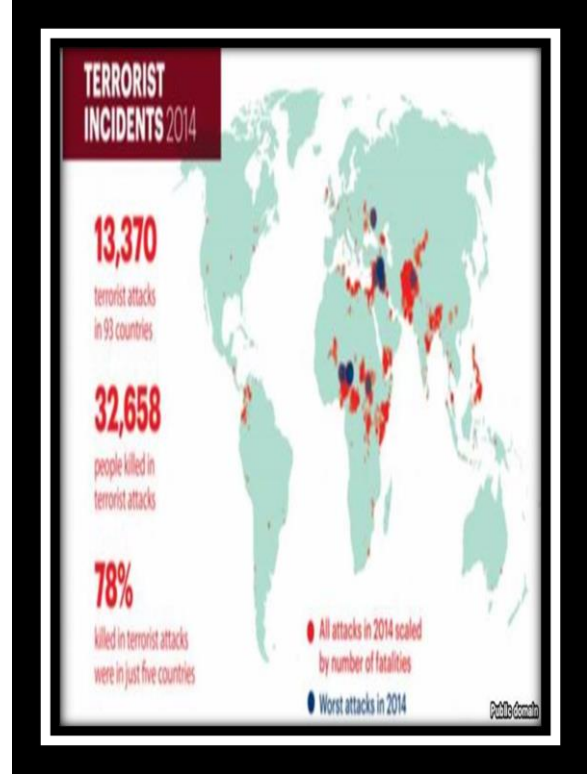 TERRORIST
INCIDENTS 2014
13,370
terrorist attacks
in 93 countries
32,658
people killed in
terrorist attacks
78%
killed in terrorist attacks
were in just five countries
All attacks in 2014 scaled
by number of fatalities
Worst attacks in 2014
Public domain